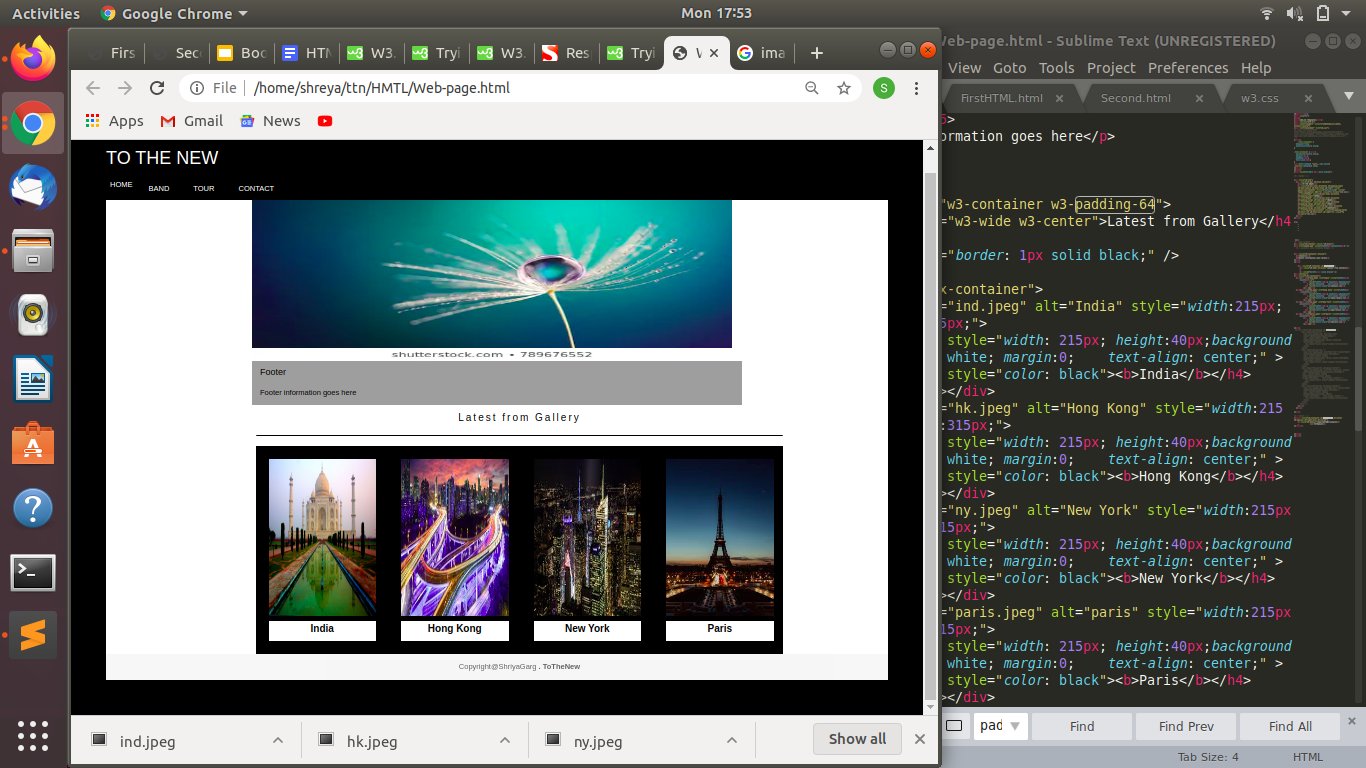 Activities
Google Chrome
Mon 17:53
Firs
Sec
Boc
HTM
W3.
Tryi
W3.
Res
Tryi
W
ima
File
/home/shreya/ttn/HMTL/Web-page.html
S
Apps
Gmail
News
TO THE NEW
HOME
BAND
TOUR
CONTACT
shutterstock.com • 789676552
Footer
Footer information goes here
Latest from Gallery
India
Hong Kong
New York
Paris
Copyright@ShriyaGarg . ToTheNew
ind.jpeg
hk.jpeg
ny.jpeg
Show all
Web-page.html - Sublime Text (UNREGISTERED)
View Goto Tools Project Preferences Help
FirstHTML.html
Second.html
w3.css
5>
ormation goes here</p>
"w3-container w3-padding-64">
="w3-wide w3-center">Latest from Gallery</h4
="border: 1px solid black;" />
x-container">
="ind.jpeg" alt="India" style="width:215px;
5px;">
style="width: 215px; height:40px;background
white; margin:0; text-align: center;" >
style="color: black"><b>India</b></h4>
></div>
="hk.jpeg" alt="Hong Kong" style="width:215
:315px;">
style="width: 215px; height:40px;background
white; margin:0; text-align: center;" >
style="color: black"><b>Hong Kong</b></h4>
></div>
="ny.jpeg" alt="New York" style="width:215px
15px;">
style="width: 215px; height:40px;background
white; margin:0; text-align: center;" >
style="color: black"><b>New York</b></h4>
></div>
="paris.jpeg" alt="paris" style="width:215px
15px;">
style="width: 215px; height:40px;background
white; margin:0; text-align: center;" >
style="color: black"><b>Paris</b></h4>
></div>
pad
Find
Find Prev
Find All
Tab Size: 4
HTML